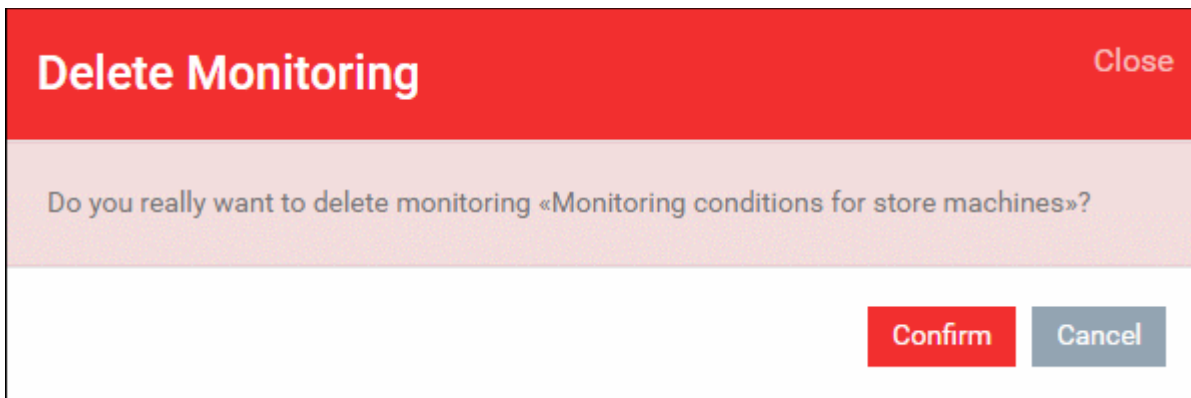 Delete Monitoring
Close
Do you really want to delete monitoring «Monitoring conditions for store machines»?
Confirm
Cancel